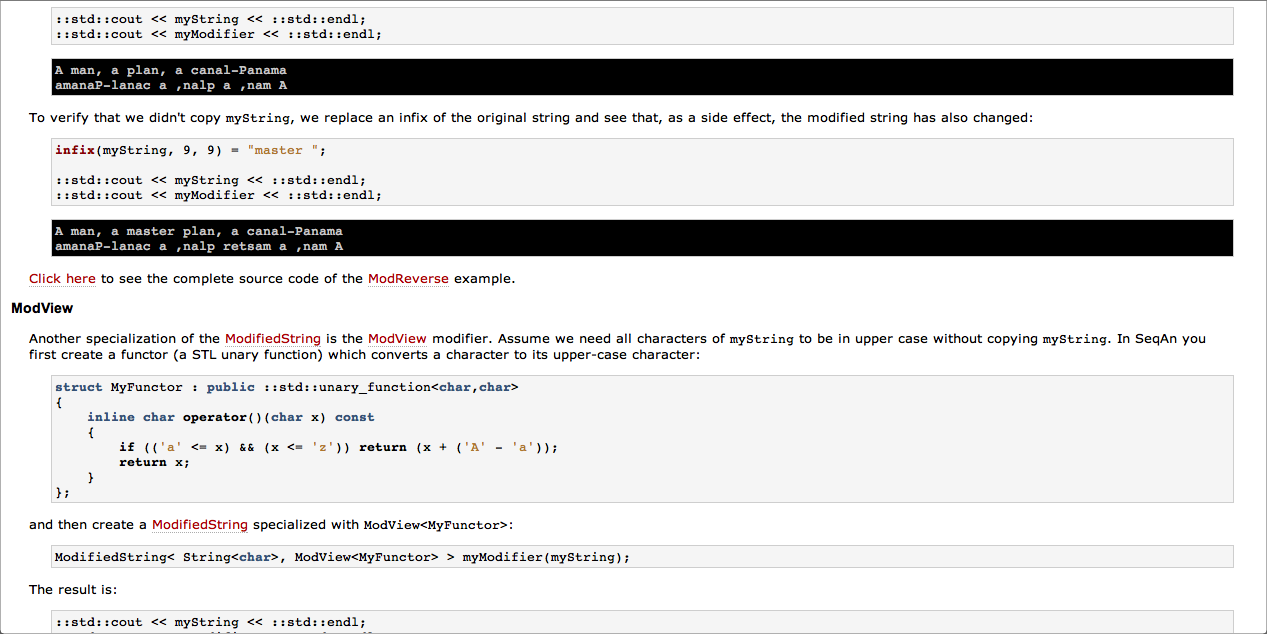 ::std::cout << myString << ::std::endl;
::std::cout << myModifier << ::std::endl;
A man, a plan, a canal-Panama
amanaP-lanac a ,nalp a ,nam A
To verify that we didn't copy myString, we replace an infix of the original string and see that, as a side effect, the modified string has also changed:
infix(myString, 9, 9) = "master ";
::std::cout << myString << ::std::endl;
::std::cout << myModifier << ::std::endl;
A man, a master plan, a canal-Panama
amanaP-lanac a ,nalp retsam a ,nam A
Click here to see the complete source code of the ModReverse example.
ModView
Another specialization of the ModifiedString is the ModView modifier. Assume we need all characters of myString to be in upper case without copying myString. In SeqAn you
first create a functor (a STL unary function) which converts a character to its upper-case character:
struct MyFunctor : public ::std::unary_function<char,char>
{
    inline char operator()(char x) const
    {
        if (('a' <= x) && (x <= 'z')) return (x + ('A' - 'a'));
        return x;
    }
};
and then create a ModifiedString specialized with ModView<MyFunctor>:
ModifiedString< String<char>, ModView<MyFunctor> > myModifier(myString);
The result is:
::std::cout << myString << ::std::endl;